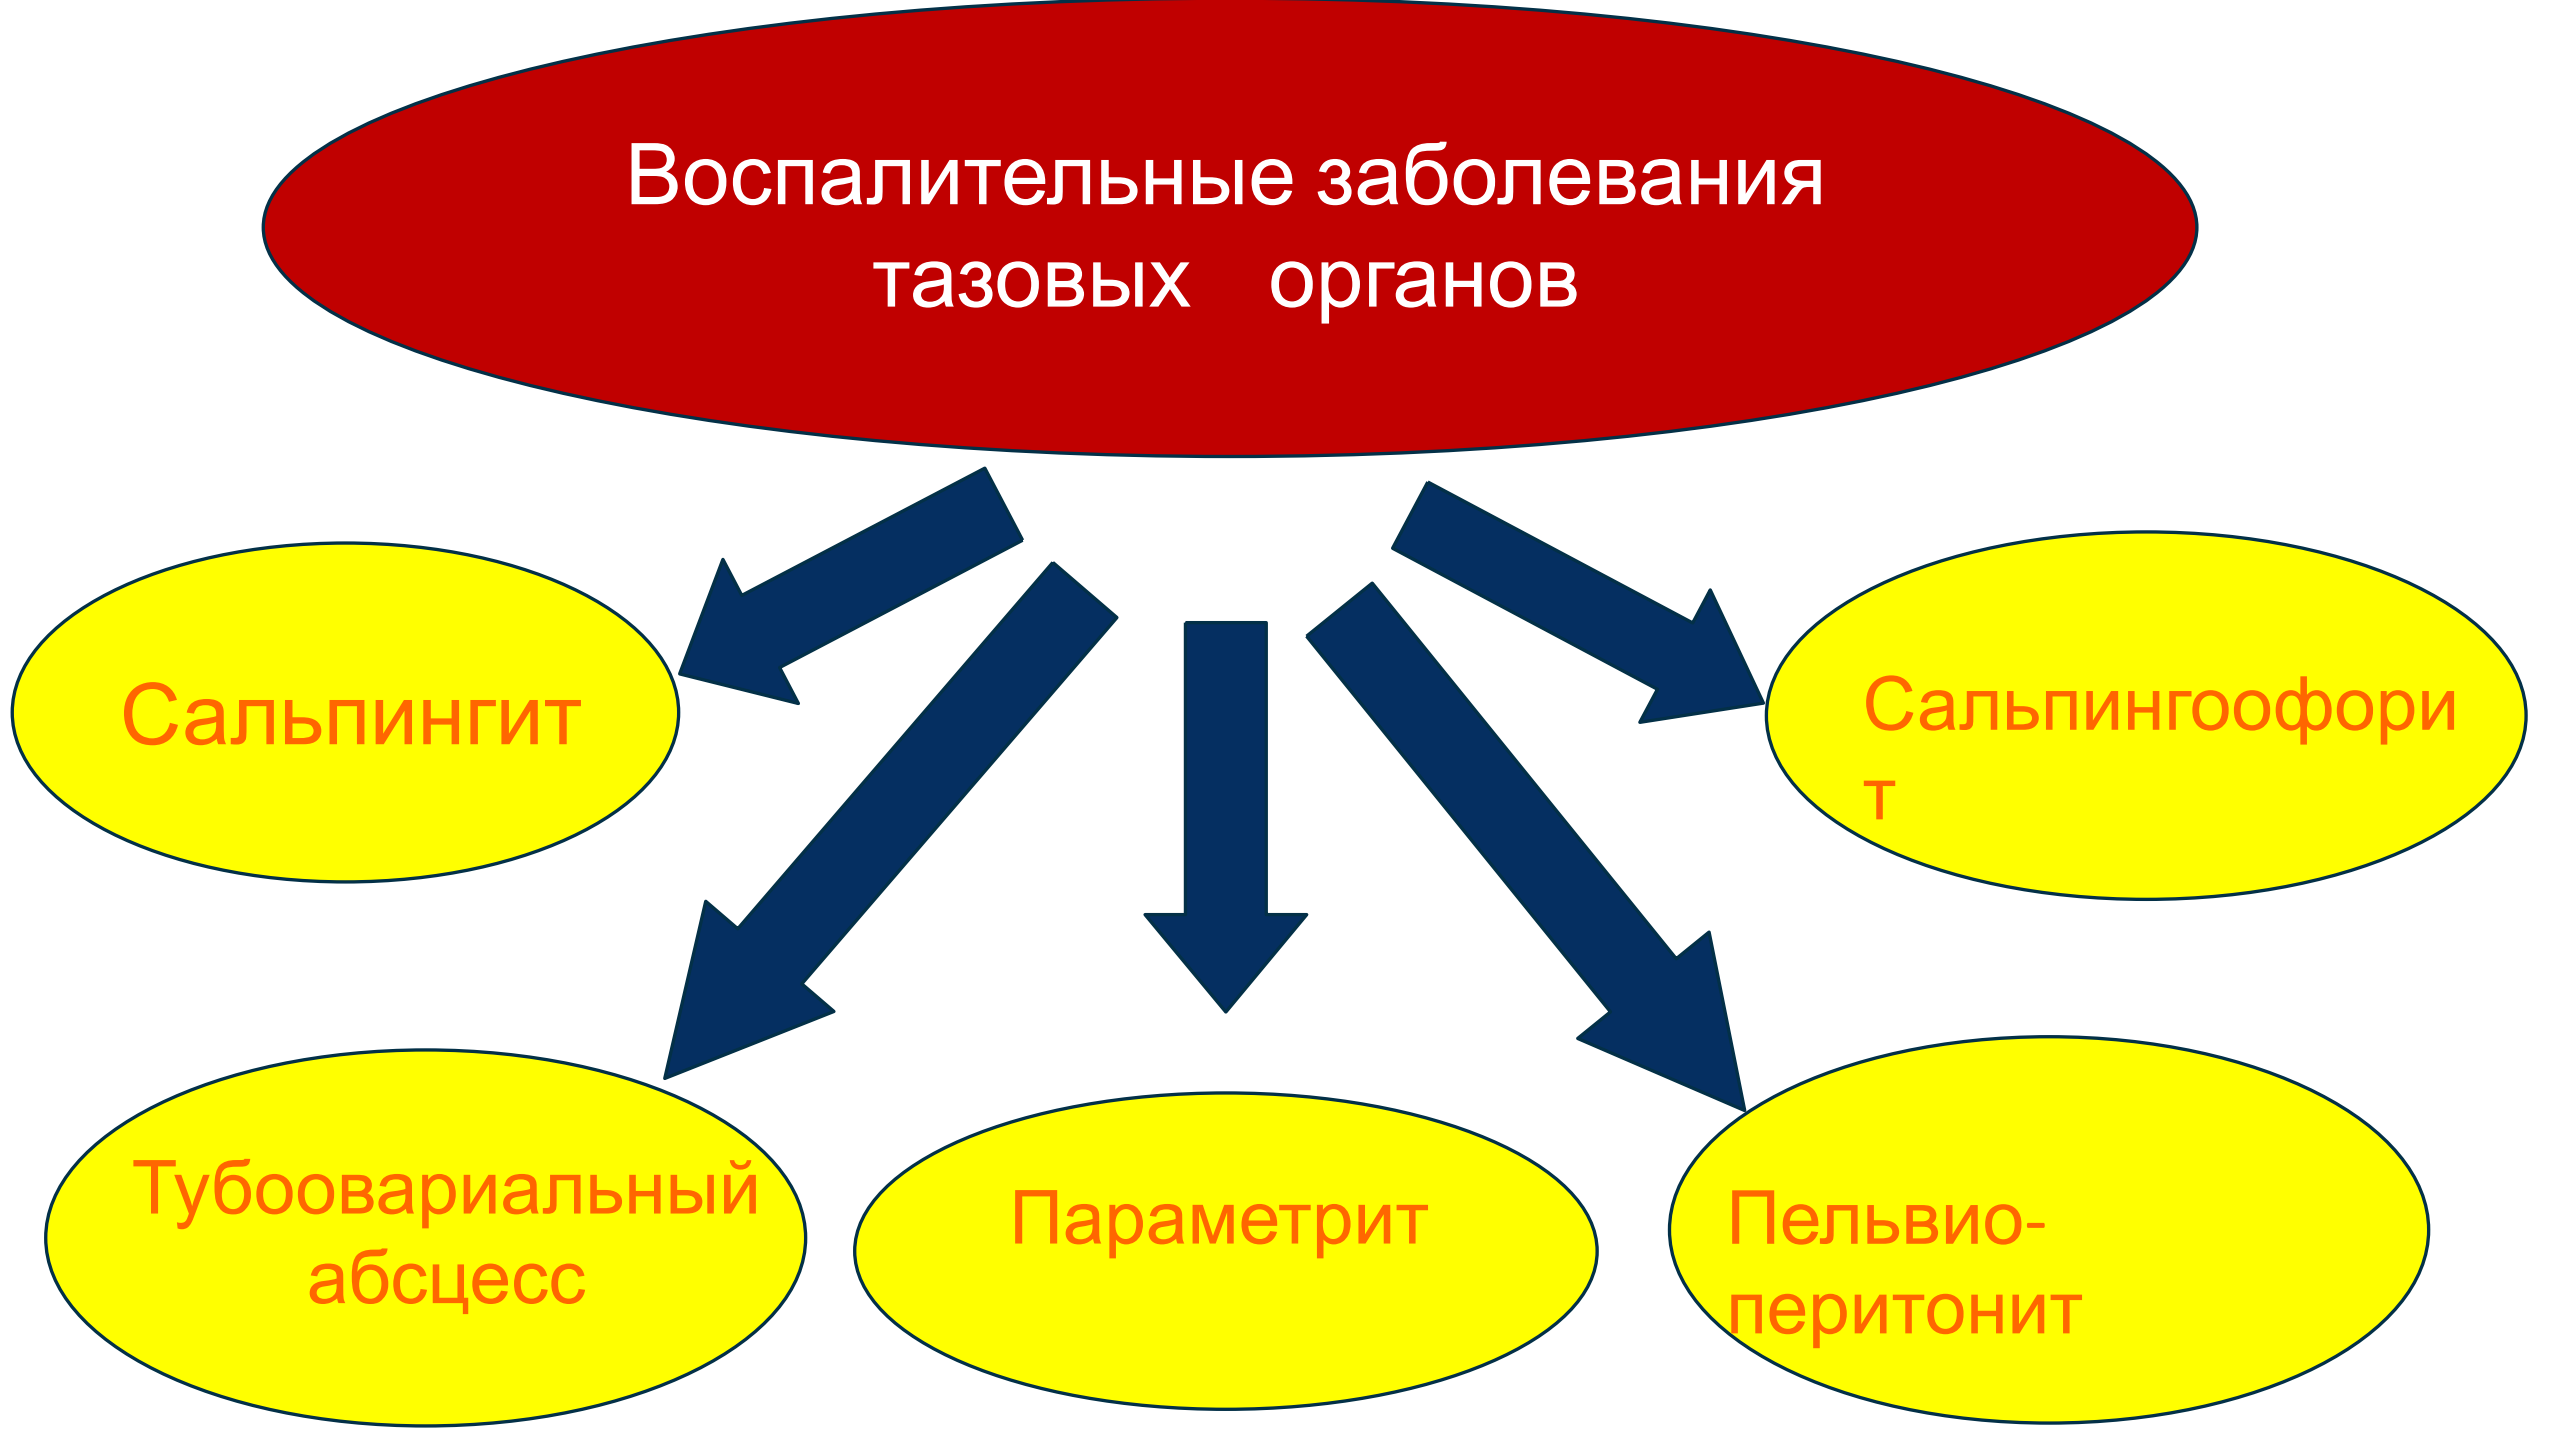 Воспалительные заболевания
тазовых органов
Сальпингит
Сальпингоофори
т
Тубоовариальный
абсцесс
Параметрит
Пельвио-
перитонит